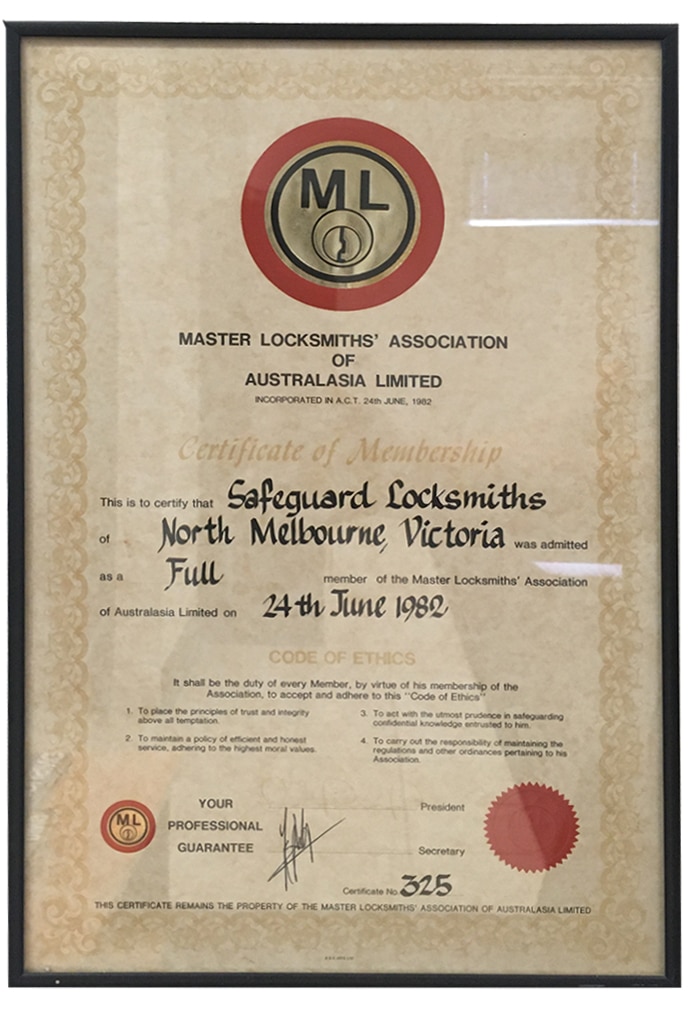 ML
MASTER LOCKSMITHS' ASSOCIATION
OF
AUSTRALASIA LIMITED
INCORPORATED IN A.C.T. 24th JUNE, 1982
Certificate of Membership
This is to certify that Safeguard Locksmiths
of North Melbourne, Victoria was admitted
as a Full member of the Master Locksmiths' Association
of Australasia Limited on 24th June 1982
CODE OF ETHICS
It shall be the duty of every Member, by virtue of his membership of the
Association, to accept and adhere to this "Code of Ethics"
1. To place the principles of trust and integrity
above all temptation.
2. To maintain a policy of efficient and honest
service, adhering to the highest moral values.
3. To act with the utmost prudence in safeguarding
confidential knowledge entrusted to him.
4. To carry out the responsibility of maintaining the
regulations and other ordinances pertaining to his
Association.
ML
YOUR
PROFESSIONAL
GUARANTEE
President
Secretary
Certificate No. 325
THIS CERTIFICATE REMAINS THE PROPERTY OF THE MASTER LOCKSMITHS' ASSOCIATION OF AUSTRALASIA LIMITED